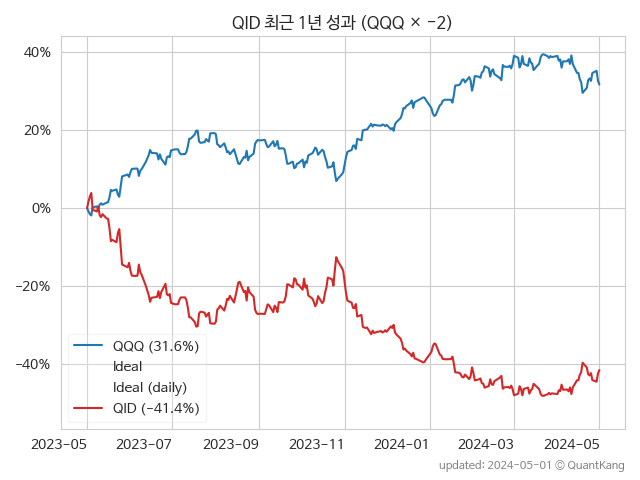 QID 최근 1년 성과 (QQQ × −2)
40%
20%
0%
−20%
−40%
QQQ (31.6%)
Ideal
Ideal (daily)
QID (−41.4%)
2023-05 2023-07 2023-09 2023-11 2024-01 2024-03 2024-05
updated: 2024-05-01 © QuantKang